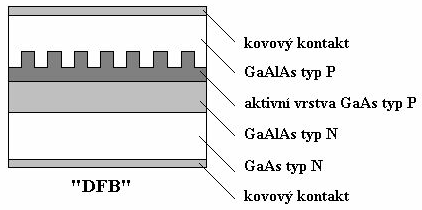 kovový kontakt
GaAlAs typ P
aktivní vrstva GaAs typ P
GaAlAs typ N
GaAs typ N
kovový kontakt
"DFB"